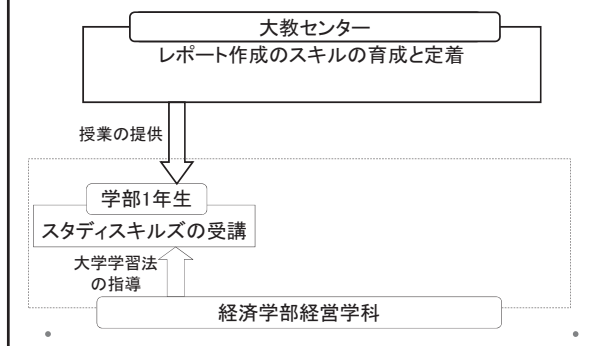 大教センター
レポート作成のスキルの育成と定着
授業の提供
学部1年生
スタディスキルズの受講
大学学習法
の指導
経済学部経営学科